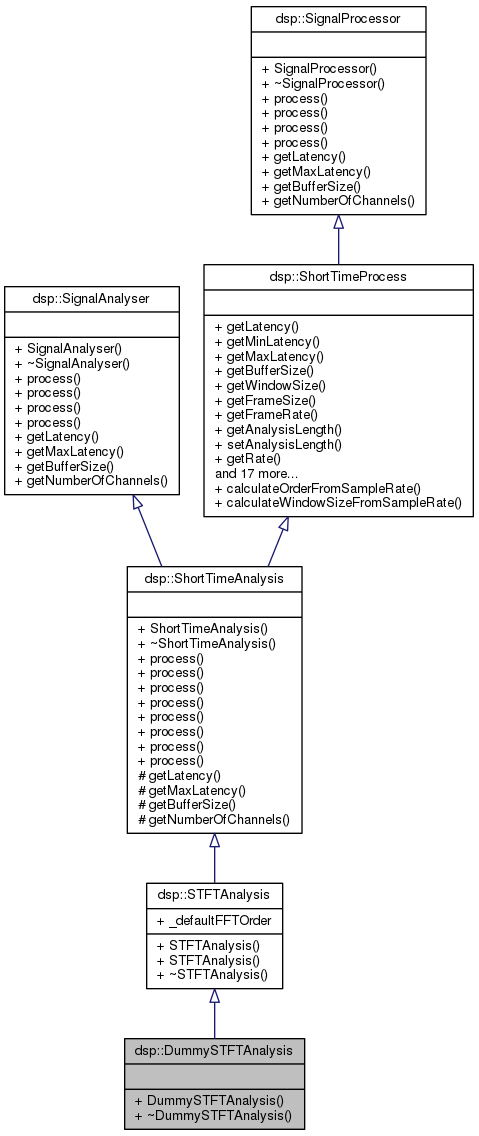 dsp::SignalProcessor
+ SignalProcessor()
+ ~SignalProcessor()
+ process()
+ process()
+ process()
+ process()
+ getLatency()
+ getMaxLatency()
+ getBufferSize()
+ getNumberOfChannels()
dsp::ShortTimeProcess
+ getLatency()
+ getMinLatency()
+ getMaxLatency()
+ getBufferSize()
+ getWindowSize()
+ getFrameSize()
+ getFrameRate()
+ getAnalysisLength()
+ setAnalysisLength()
+ getRate()
and 17 more...
+ calculateOrderFromSampleRate()
+ calculateWindowSizeFromSampleRate()
dsp::SignalAnalyser
+ SignalAnalyser()
+ ~SignalAnalyser()
+ process()
+ process()
+ process()
+ process()
+ getLatency()
+ getMaxLatency()
+ getBufferSize()
+ getNumberOfChannels()
dsp::ShortTimeAnalysis
+ ShortTimeAnalysis()
+ ~ShortTimeAnalysis()
+ process()
+ process()
+ process()
+ process()
+ process()
+ process()
+ process()
+ process()
# getLatency()
# getMaxLatency()
# getBufferSize()
# getNumberOfChannels()
dsp::STFTAnalysis
+ _defaultFFTOrder
+ STFTAnalysis()
+ STFTAnalysis()
+ ~STFTAnalysis()
dsp::DummySTFTAnalysis
+ DummySTFTAnalysis()
+ ~DummySTFTAnalysis()